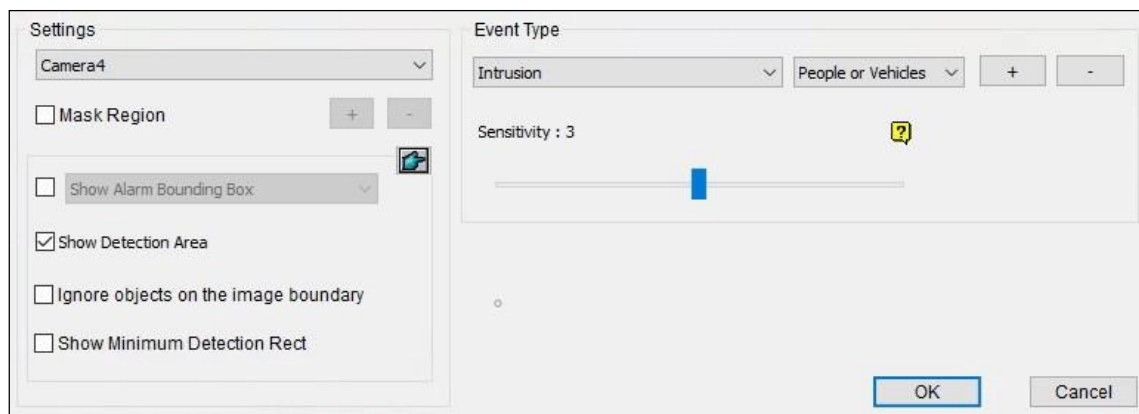 Settings
Camera4
Mask Region
+ -
Show Alarm Bounding Box
Show Detection Area
Ignore objects on the image boundary
Show Minimum Detection Rect
Event Type
Intrusion People or Vehicles + -
Sensitivity : 3
?
OK Cancel